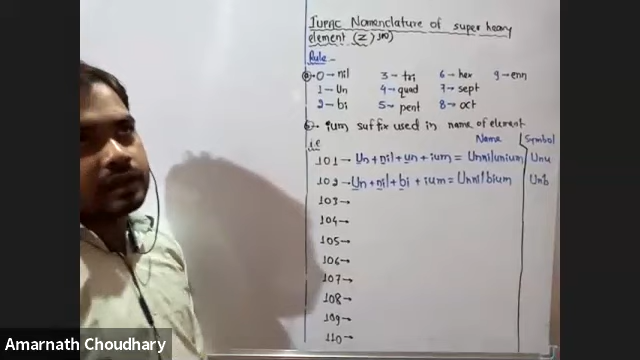 IUPAC Nomenclature of super heavy
element (Z > 100)
Rule -
0 - nil 3 - tri 6 - hex 9 - enn
1 - Un 4 - quad 7 - sept
2 - bi 5 - pent 8 - oct
ium suffix used in name of element
i.e Name Symbol
101 → Un + nil + un + ium = Unnilunium Unu
102 → Un + nil + bi + ium = Unnilbium Unb
103 →
104 →
105 →
106 →
107 →
108 →
109 →
110 →
Amarnath Choudhary